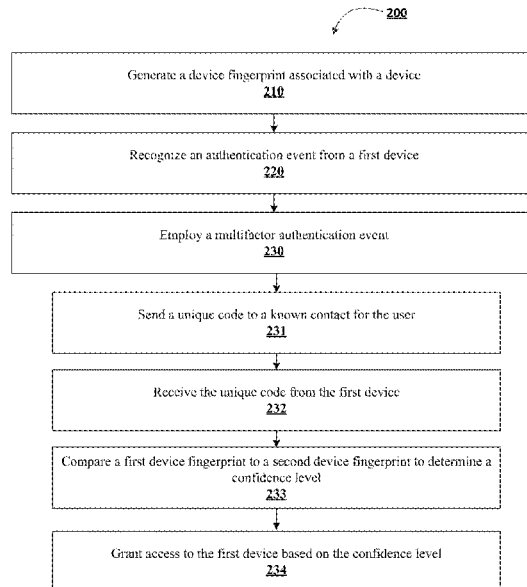 200
Generate a device fingerprint associated with a device
210
Recognize an authentication event from a first device
220
Employ a multifactor authentication event
230
Send a unique code to a known contact for the user
231
Receive the unique code from the first device
232
Compare a first device fingerprint to a second device fingerprint to determine a
confidence level
233
Grant access to the first device based on the confidence level
234